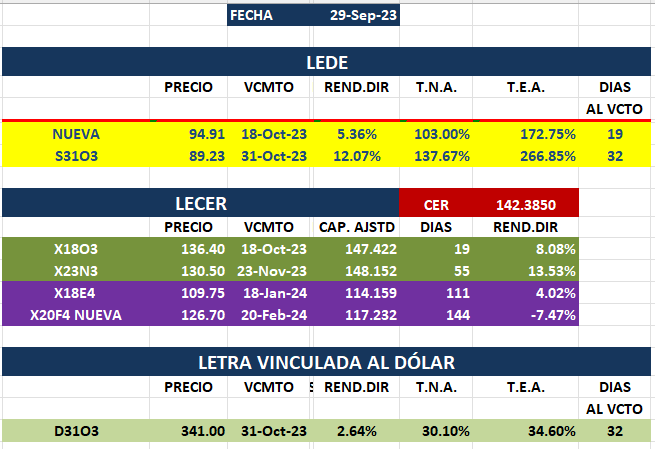 FECHA 29-Sep-23
LEDE
PRECIO VCMTO REND.DIR T.N.A. T.E.A. DIAS
AL VCTO
NUEVA 94.91 18-Oct-23 5.36% 103.00% 172.75% 19
S31O3 89.23 31-Oct-23 12.07% 137.67% 266.85% 32
LECER CER 142.3850
PRECIO VCMTO CAP. AJSTD DIAS REND.DIR
X18O3 136.40 18-Oct-23 147.422 19 8.08%
X23N3 130.50 23-Nov-23 148.152 55 13.53%
X18E4 109.75 18-Jan-24 114.159 111 4.02%
X20F4 NUEVA 126.70 20-Feb-24 117.232 144 -7.47%
LETRA VINCULADA AL DÓLAR
PRECIO VCMTO REND.DIR T.N.A. T.E.A. DIAS
AL VCTO
D31O3 341.00 31-Oct-23 2.64% 30.10% 34.60% 32